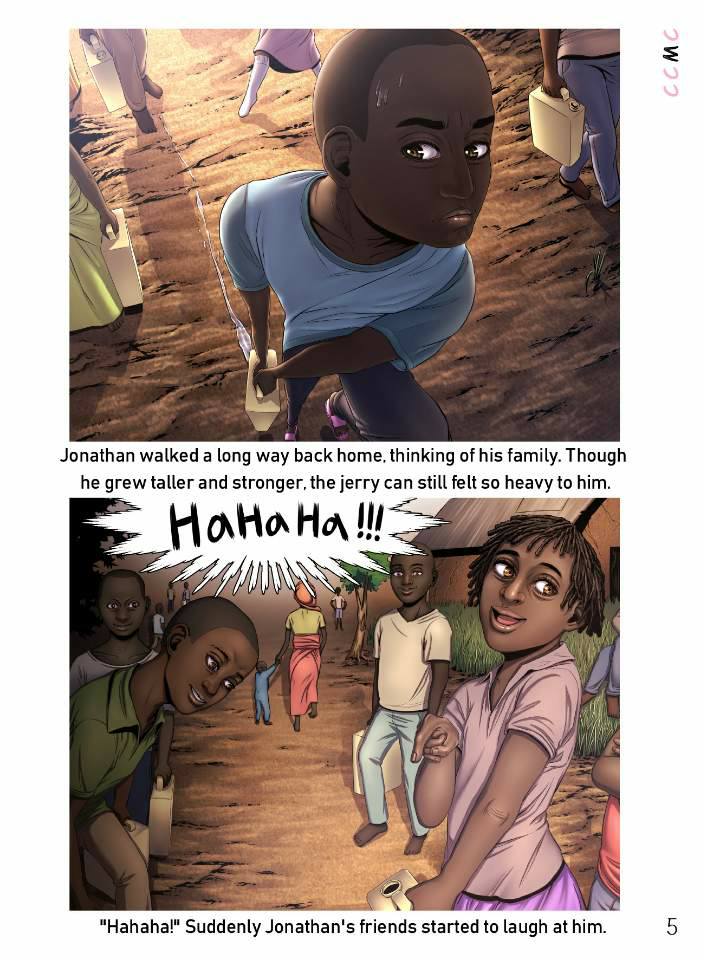 CCWC
Jonathan walked a long way back home, thinking of his family. Though
he grew taller and stronger, the jerry can still felt so heavy to him.
HaHaHa!!!
"Hahaha!" Suddenly Jonathan's friends started to laugh at him.
5